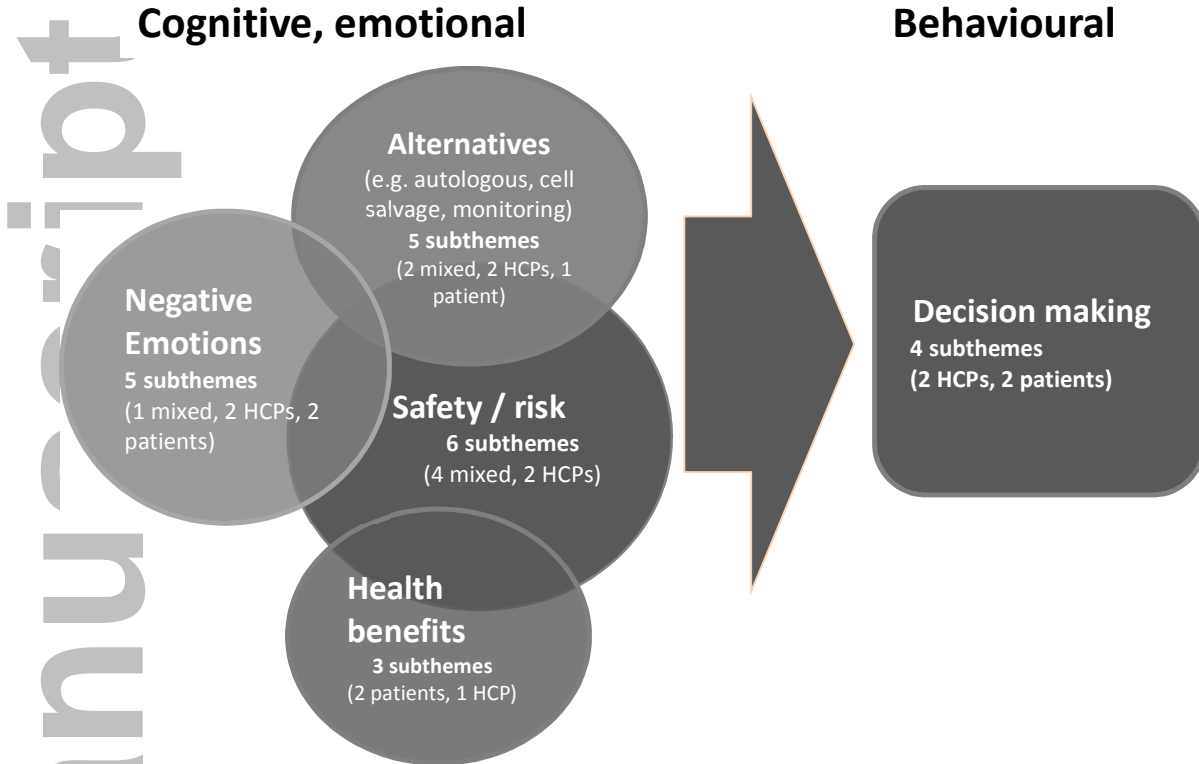 Cognitive, emotional
Behavioural
Alternatives
(e.g. autologous, cell
salvage, monitoring)
5 subthemes
(2 mixed, 2 HCPs, 1
patient)
Negative
Emotions
5 subthemes
(1 mixed, 2 HCPs, 2
patients)
Safety / risk
6 subthemes
(4 mixed, 2 HCPs)
Health
benefits
3 subthemes
(2 patients, 1 HCP)
Decision making
4 subthemes
(2 HCPs, 2 patients)